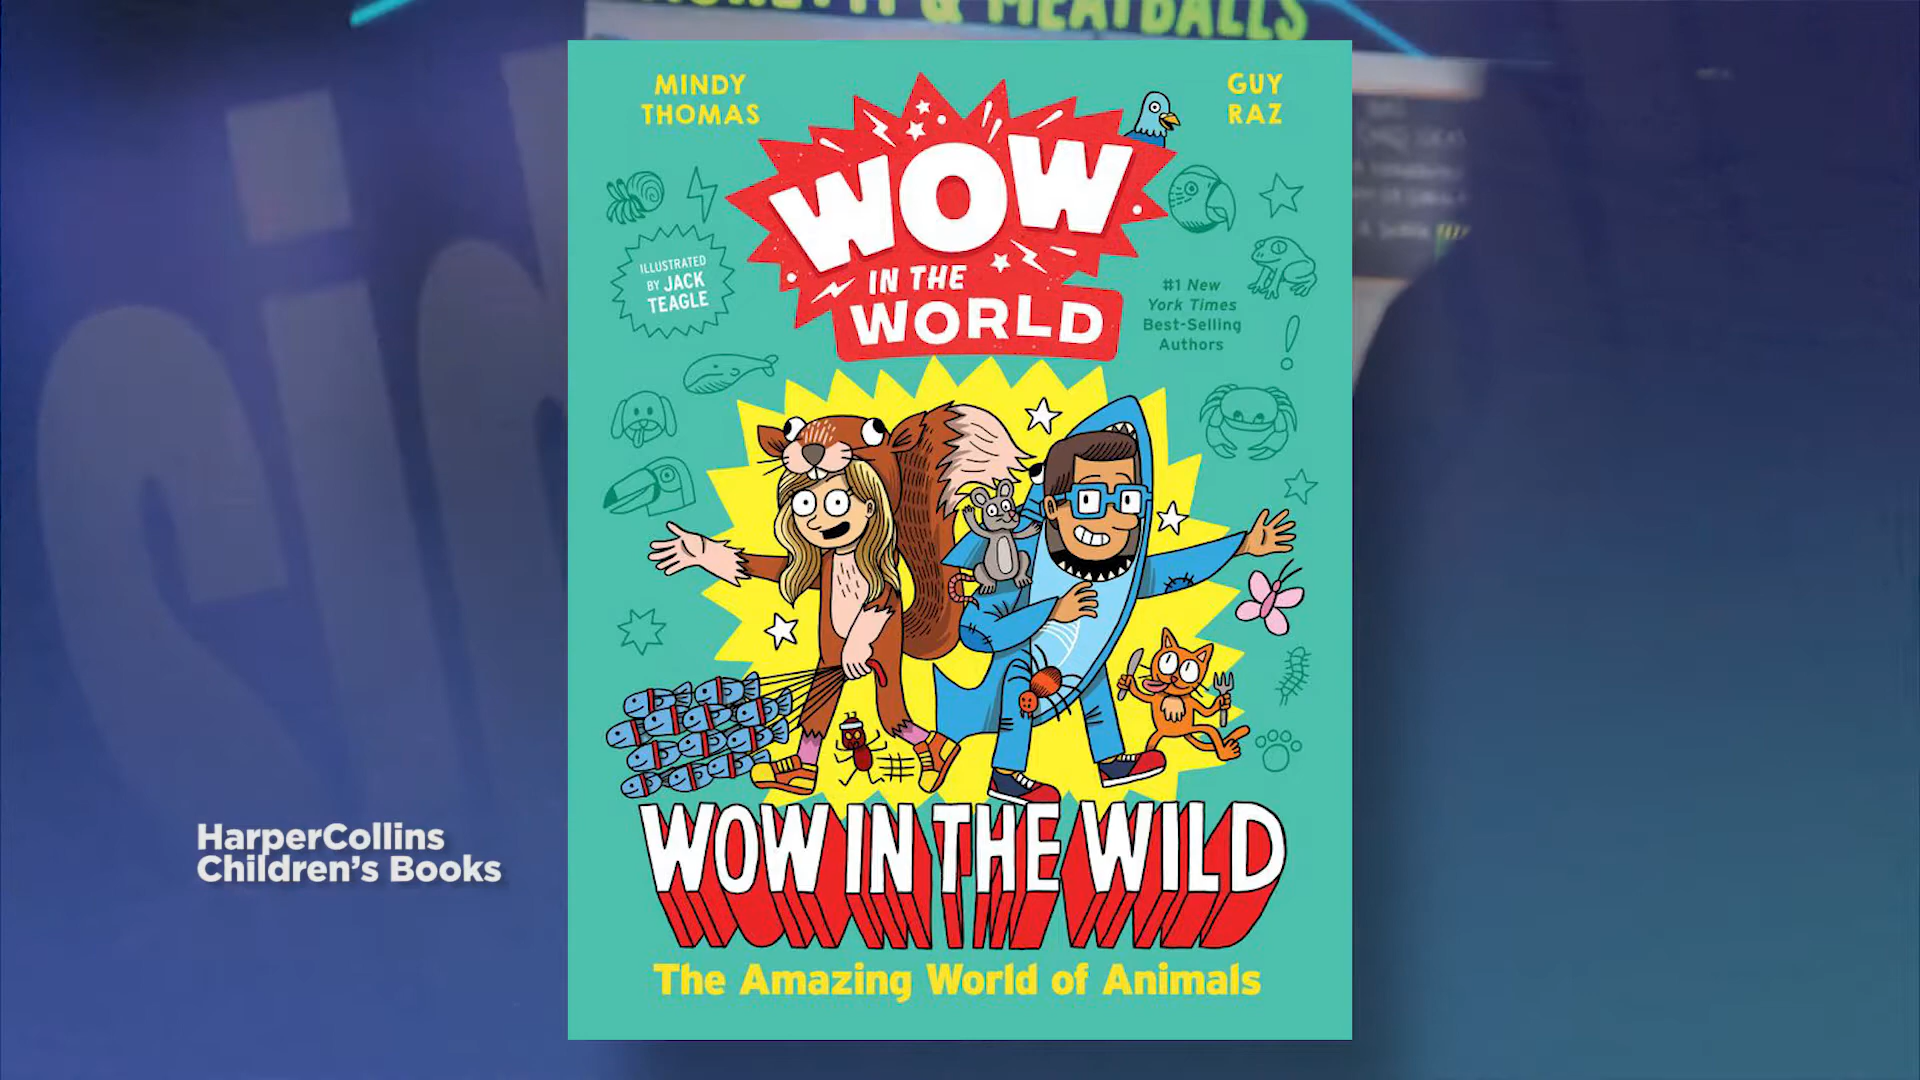 & MEATBALLS
MINDY
THOMAS
GUY
RAZ
WOW
IN THE
WORLD
ILLUSTRATED
BY JACK
TEAGLE
#1 New
York Times
Best-Selling
Authors
WOW IN THE WILD
The Amazing World of Animals
HarperCollins
Children's Books